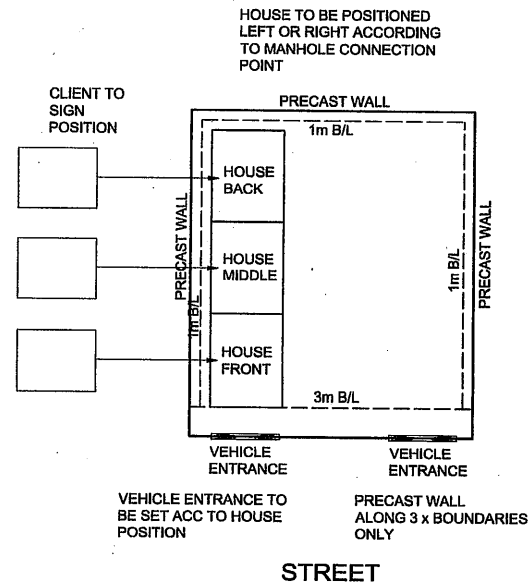 HOUSE TO BE POSITIONED
LEFT OR RIGHT ACCORDING
TO MANHOLE CONNECTION
POINT
CLIENT TO
SIGN
POSITION
PRECAST WALL
1m B/L
HOUSE
BACK
PRECAST WALL
HOUSE
MIDDLE
1m B/L
PRECAST WALL
1m B/L
HOUSE
FRONT
3m B/L
VEHICLE
ENTRANCE
VEHICLE
ENTRANCE
VEHICLE ENTRANCE TO
BE SET ACC TO HOUSE
POSITION
PRECAST WALL
ALONG 3 x BOUNDARIES
ONLY
STREET